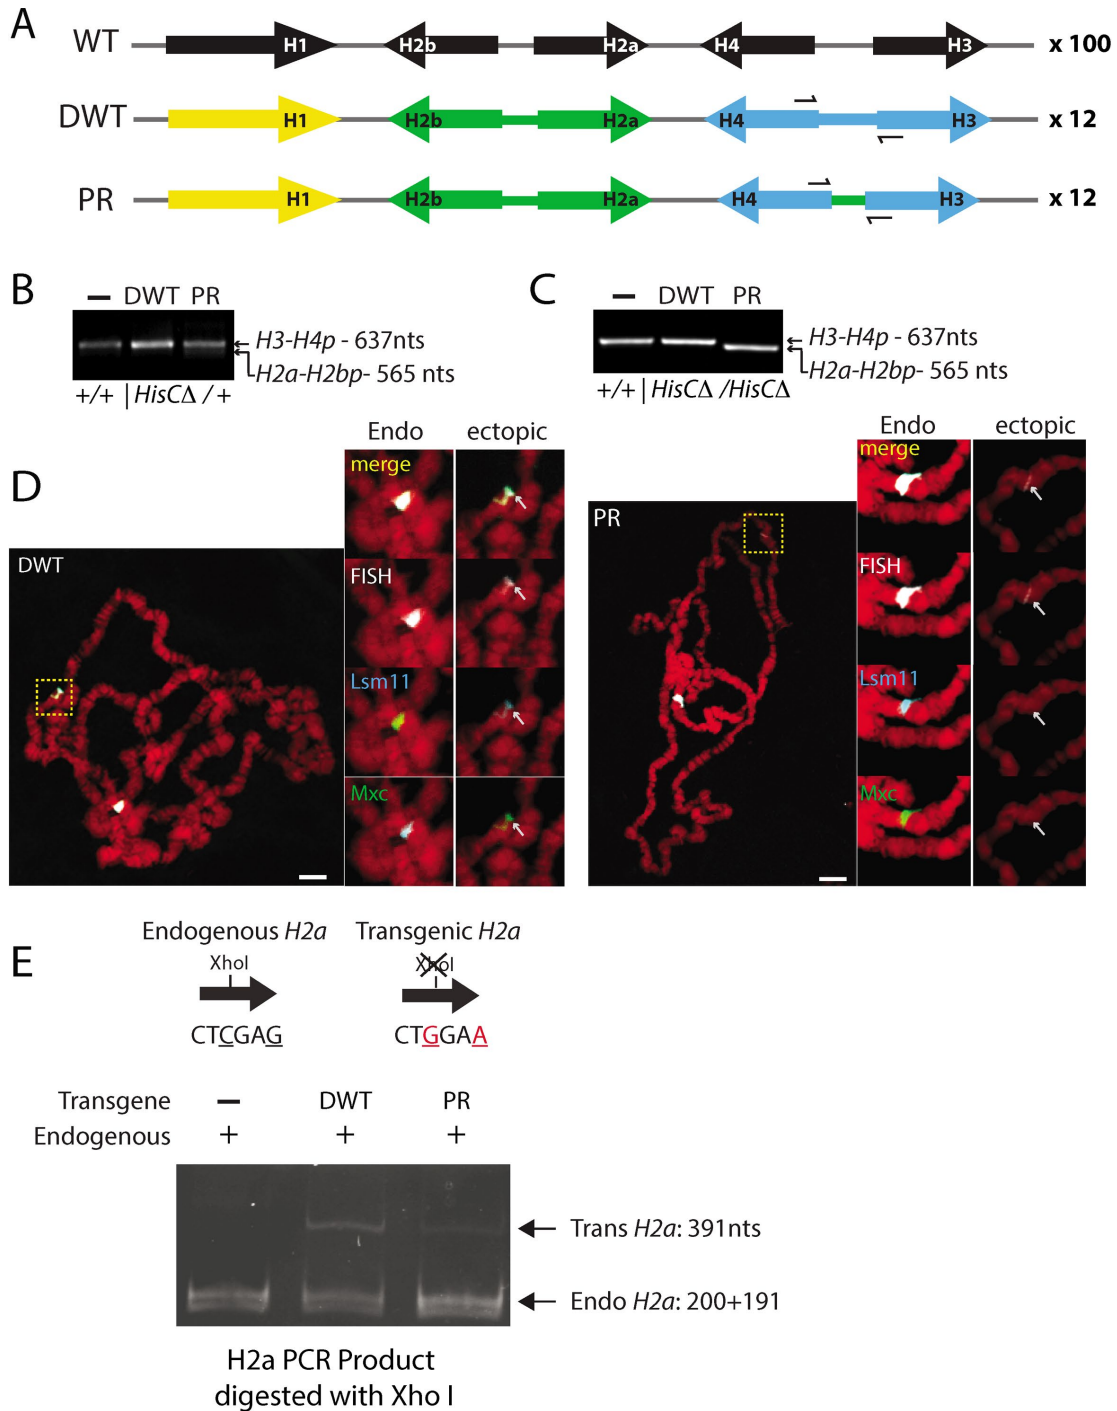 A
WT H1 H2b H2a H4 H3 x 100
DWT H1 H2b H2a H4 H3 x 12
PR H1 H2b H2a H4 H3 x 12
B
– DWT PR
H3-H4p - 637nts
H2a-H2bp- 565 nts
+/+ | HisCΔ / +
C
– DWT PR
H3-H4p - 637nts
H2a-H2bp- 565 nts
+/+ | HisCΔ /HisCΔ
D
Endo ectopic
DWT
merge
FISH
Lsm11
Mxc
Endo ectopic
PR
merge
FISH
Lsm11
Mxc
E
Endogenous H2a Transgenic H2a
XhoI XhoI
CTCGAG CTGGAA
Transgene – DWT PR
Endogenous + + +
Trans H2a: 391nts
Endo H2a: 200+191
H2a PCR Product
digested with Xho I